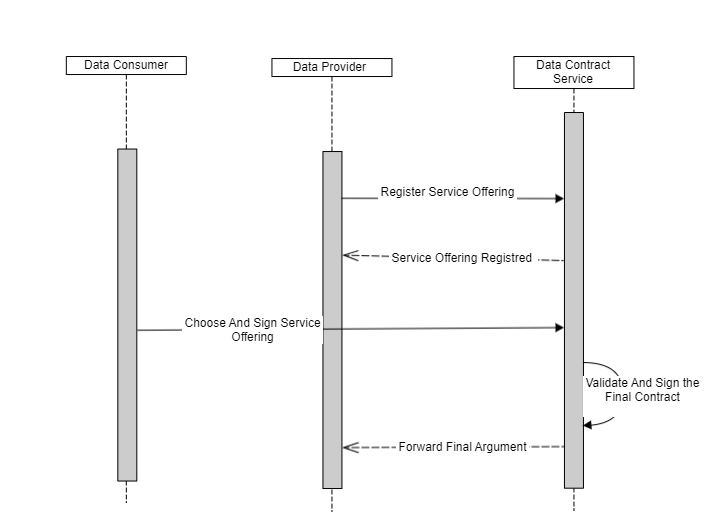 Data Consumer
Data Provider
Data Contract
Service
Register Service Offering
Service Offering Registred
Choose And Sign Service
Offering
Validate And Sign the
Final Contract
Forward Final Argument